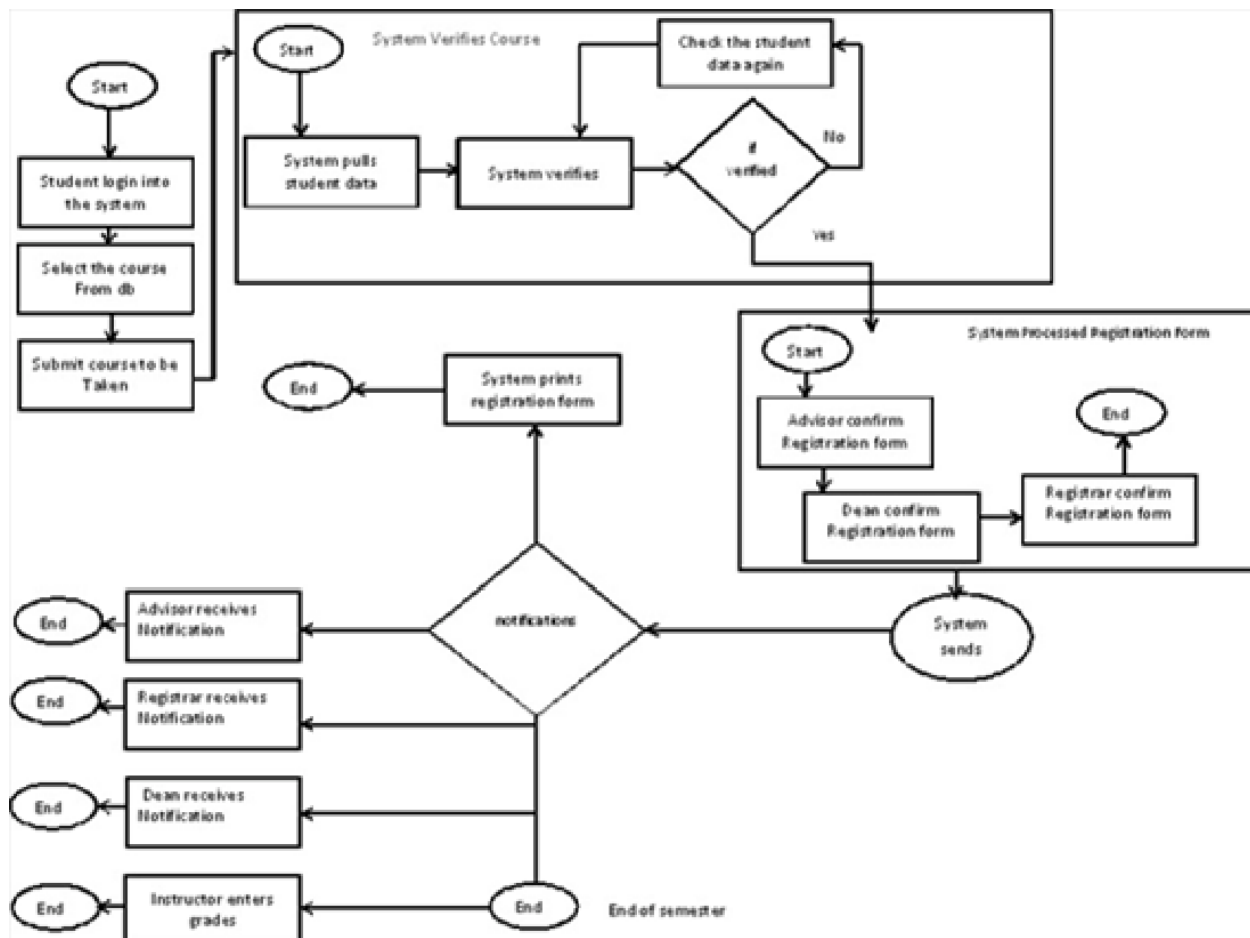 Start
Student login into
the system
Select the course
From db
Submit course to be
Taken
System Verifies Course
Start
System pulls
student data
System verifies
Check the student
data again
if
verified
No
yes
System Processed Registration Form
Start
Advisor confirm
Registration form
Dean confirm
Registration form
Registrar confirm
Registration form
End
System
sends
notifications
System prints
registration form
End
Advisor receives
Notification
End
Registrar receives
Notification
End
Dean receives
Notification
End
End
End of semester
Instructor enters
grades
End